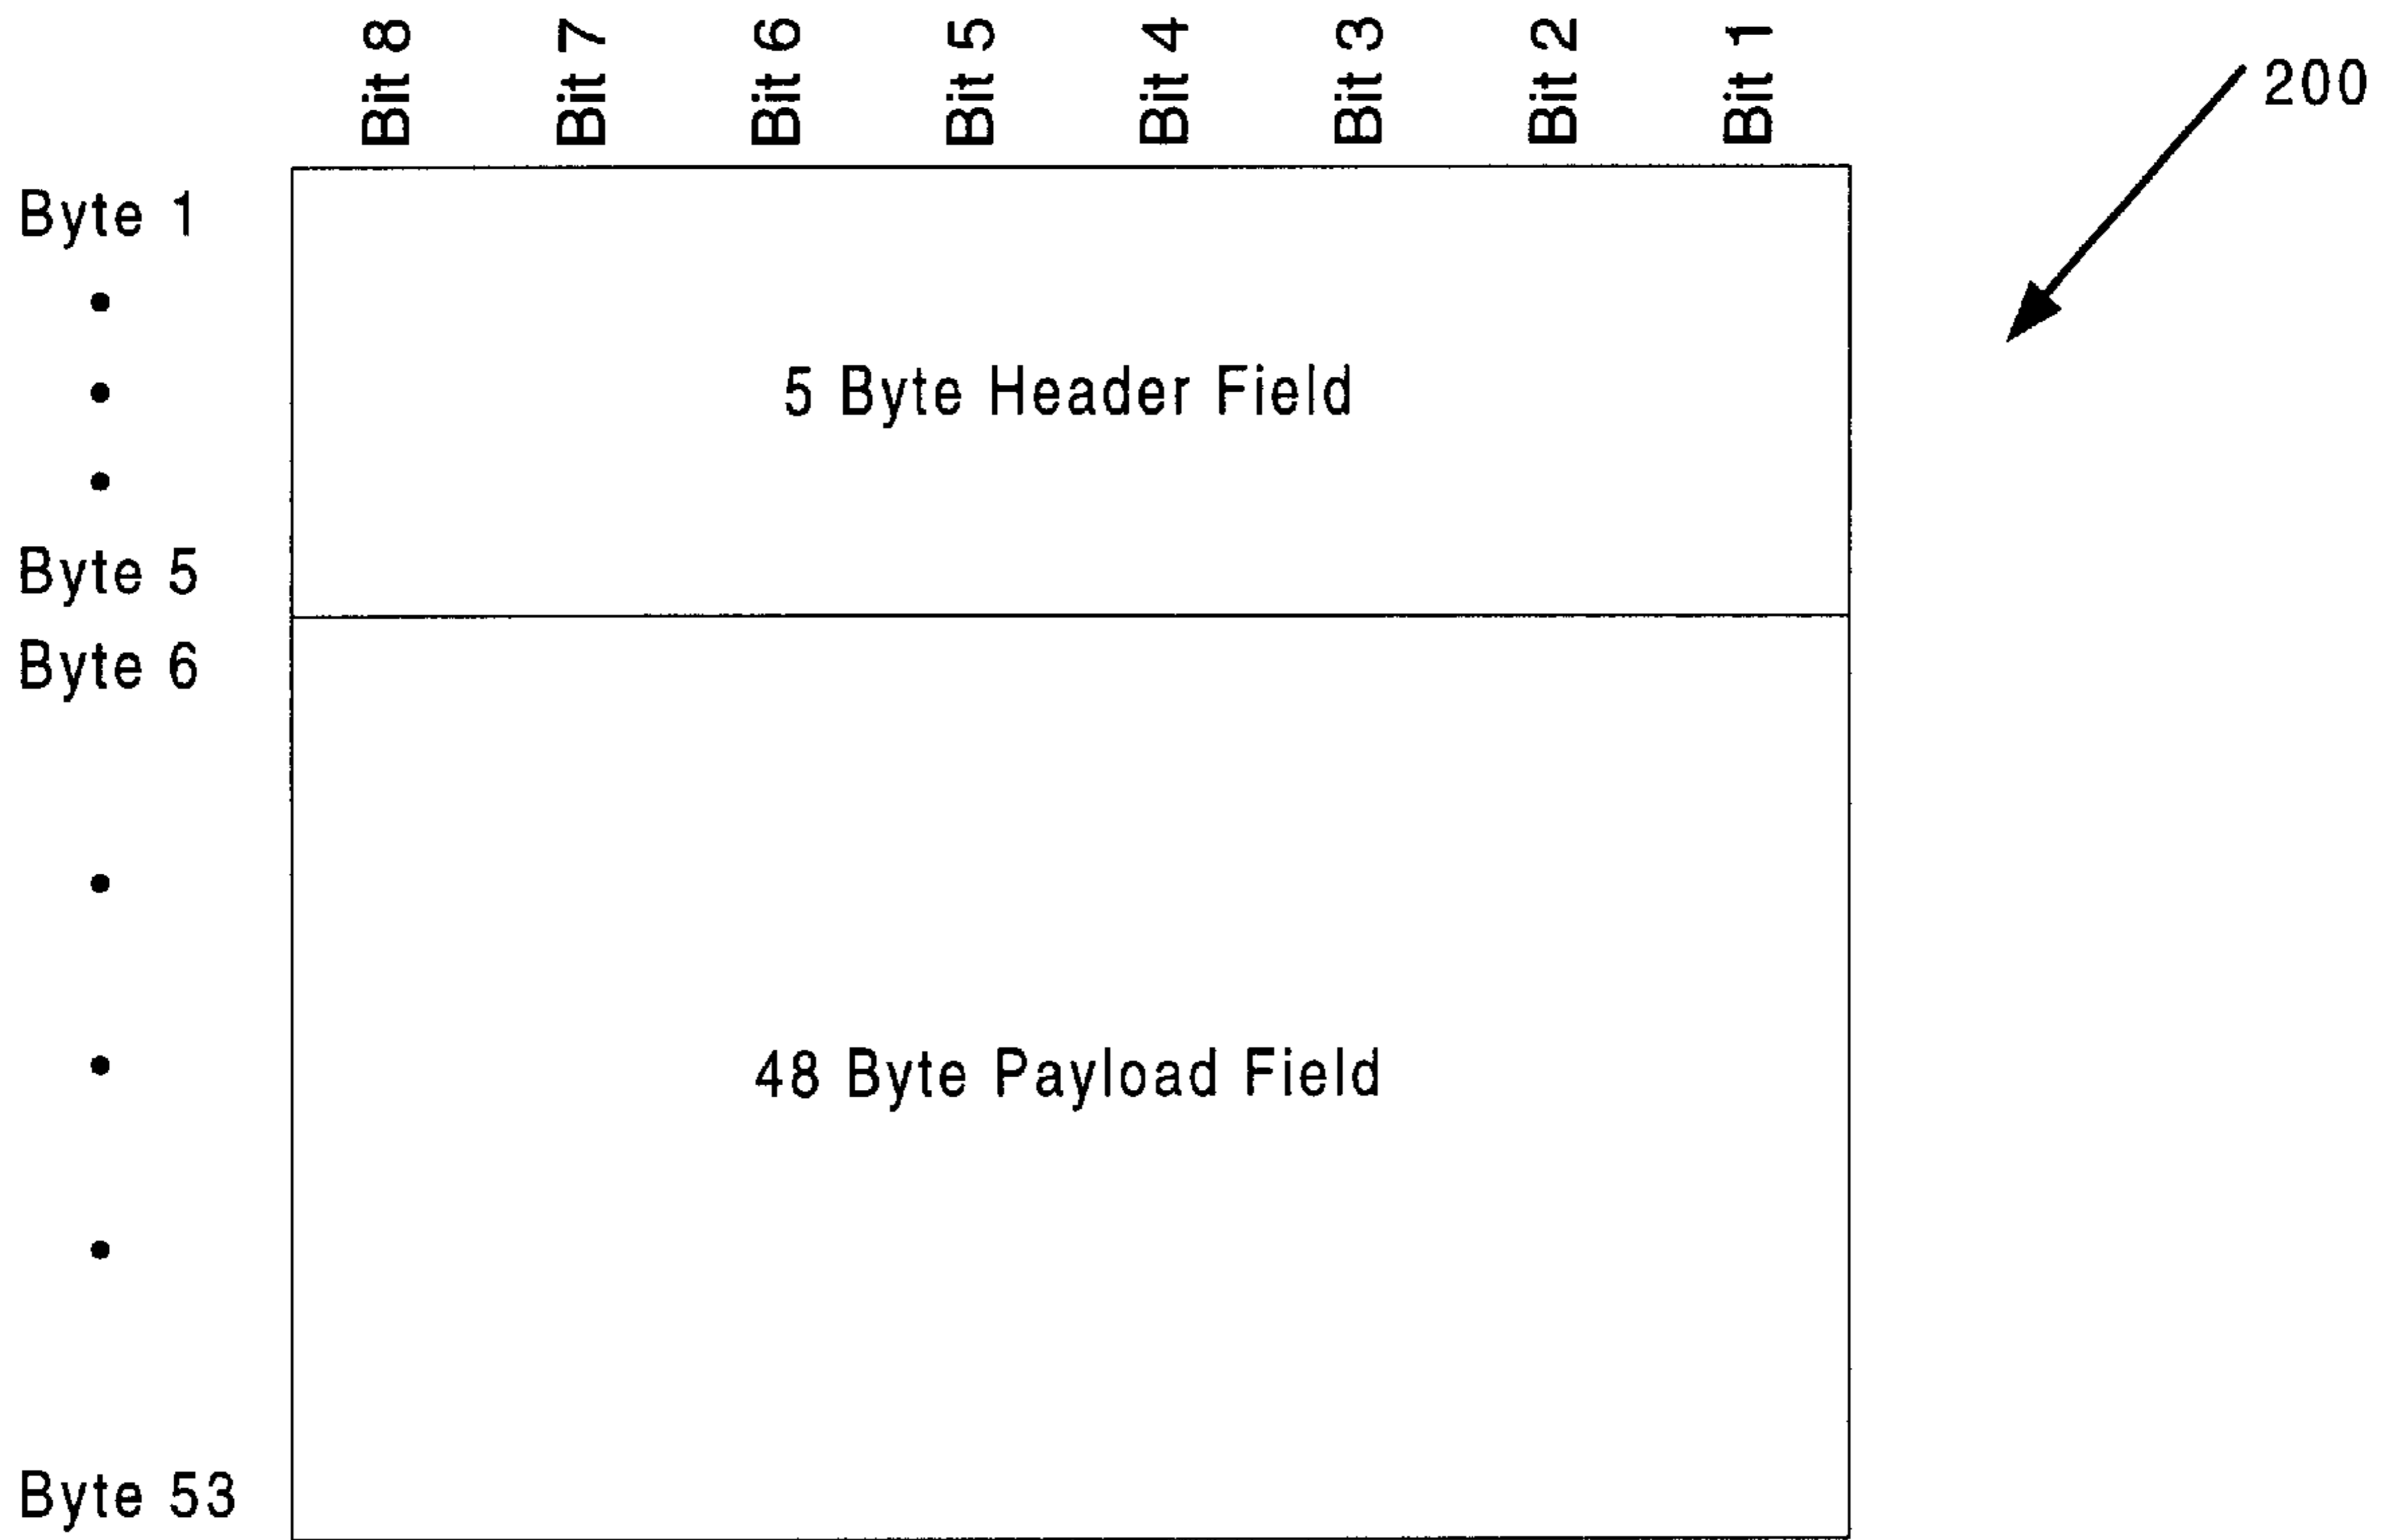 Bit 8 Bit 7 Bit 6 Bit 5 Bit 4 Bit 3 Bit 2 Bit 1
200
Byte 1
5 Byte Header Field
Byte 5
Byte 6
48 Byte Payload Field
Byte 53